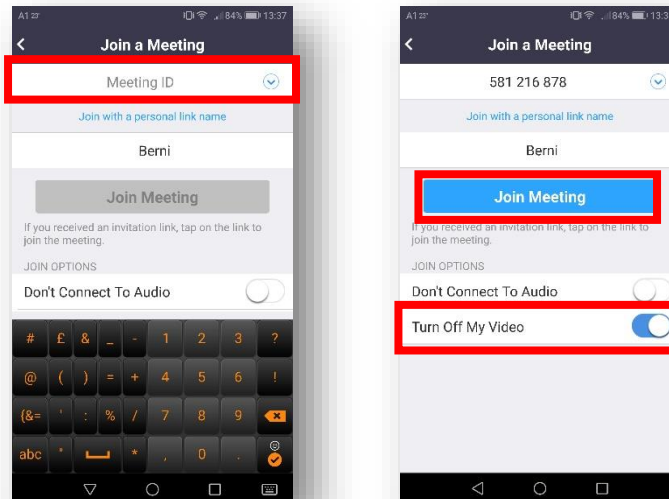 A1 84% 13:37
Join a Meeting
Meeting ID
Join with a personal link name
Berni
Join Meeting
If you received an invitation link, tap on the link to
join the meeting.
JOIN OPTIONS
Don't Connect To Audio
# £ & _ - 1 2 3 ?
@ ( ) = + 4 5 6 !
{&= ' : % / 7 8 9
abc * , 0 .
A1 84% 13:3
Join a Meeting
581 216 878
Join with a personal link name
Berni
Join Meeting
If you received an invitation link, tap on the link to
join the meeting.
JOIN OPTIONS
Don't Connect To Audio
Turn Off My Video